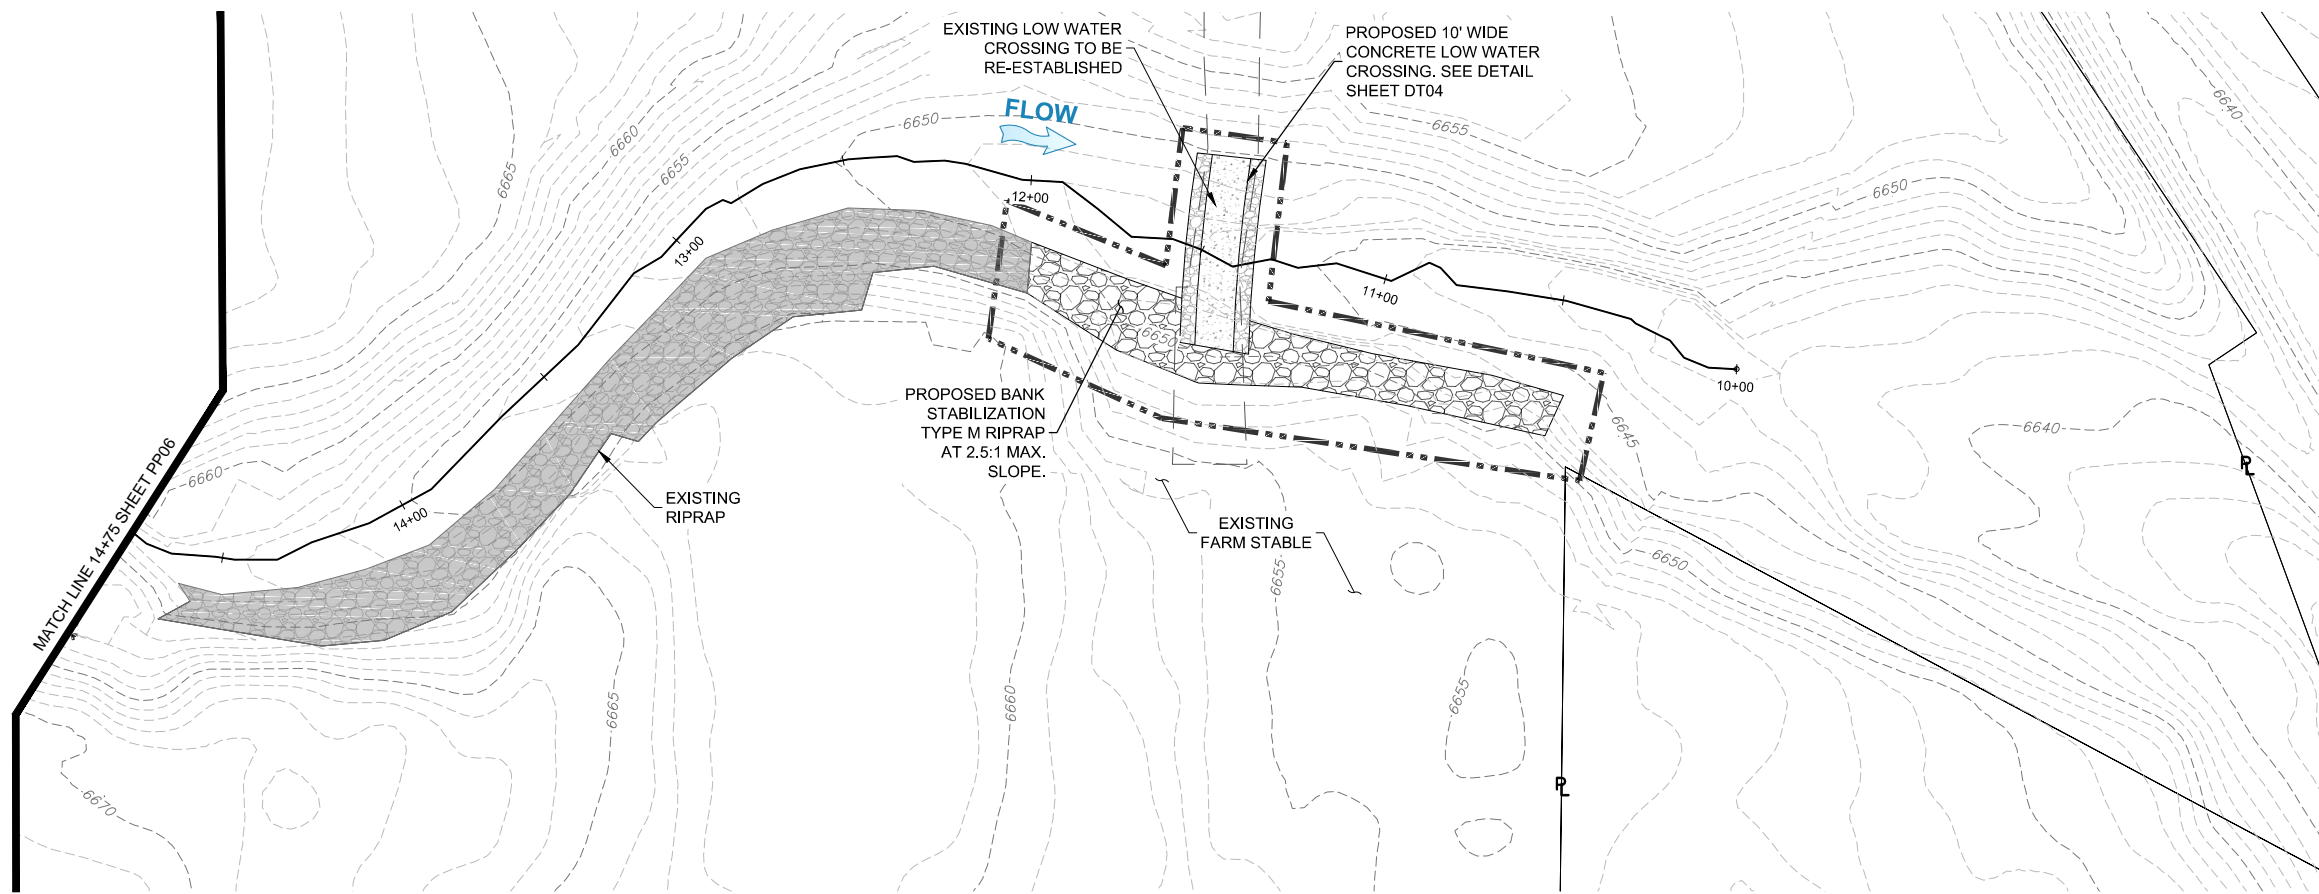 EXISTING LOW WATER
CROSSING TO BE
RE-ESTABLISHED
PROPOSED 10' WIDE
CONCRETE LOW WATER
CROSSING. SEE DETAIL
SHEET DT04
FLOW
6650
6655
6640
6660
6665
6655
6650
12+00
13+00
11+00
10+00
6650
PROPOSED BANK
STABILIZATION
TYPE M RIPRAP
AT 2.5:1 MAX.
SLOPE.
6645
6640
PL
MATCH LINE 14+75 SHEET PP06
6660
14+00
EXISTING
RIPRAP
EXISTING
FARM STABLE
6650
6655
6665
6660
6655
PL
6670